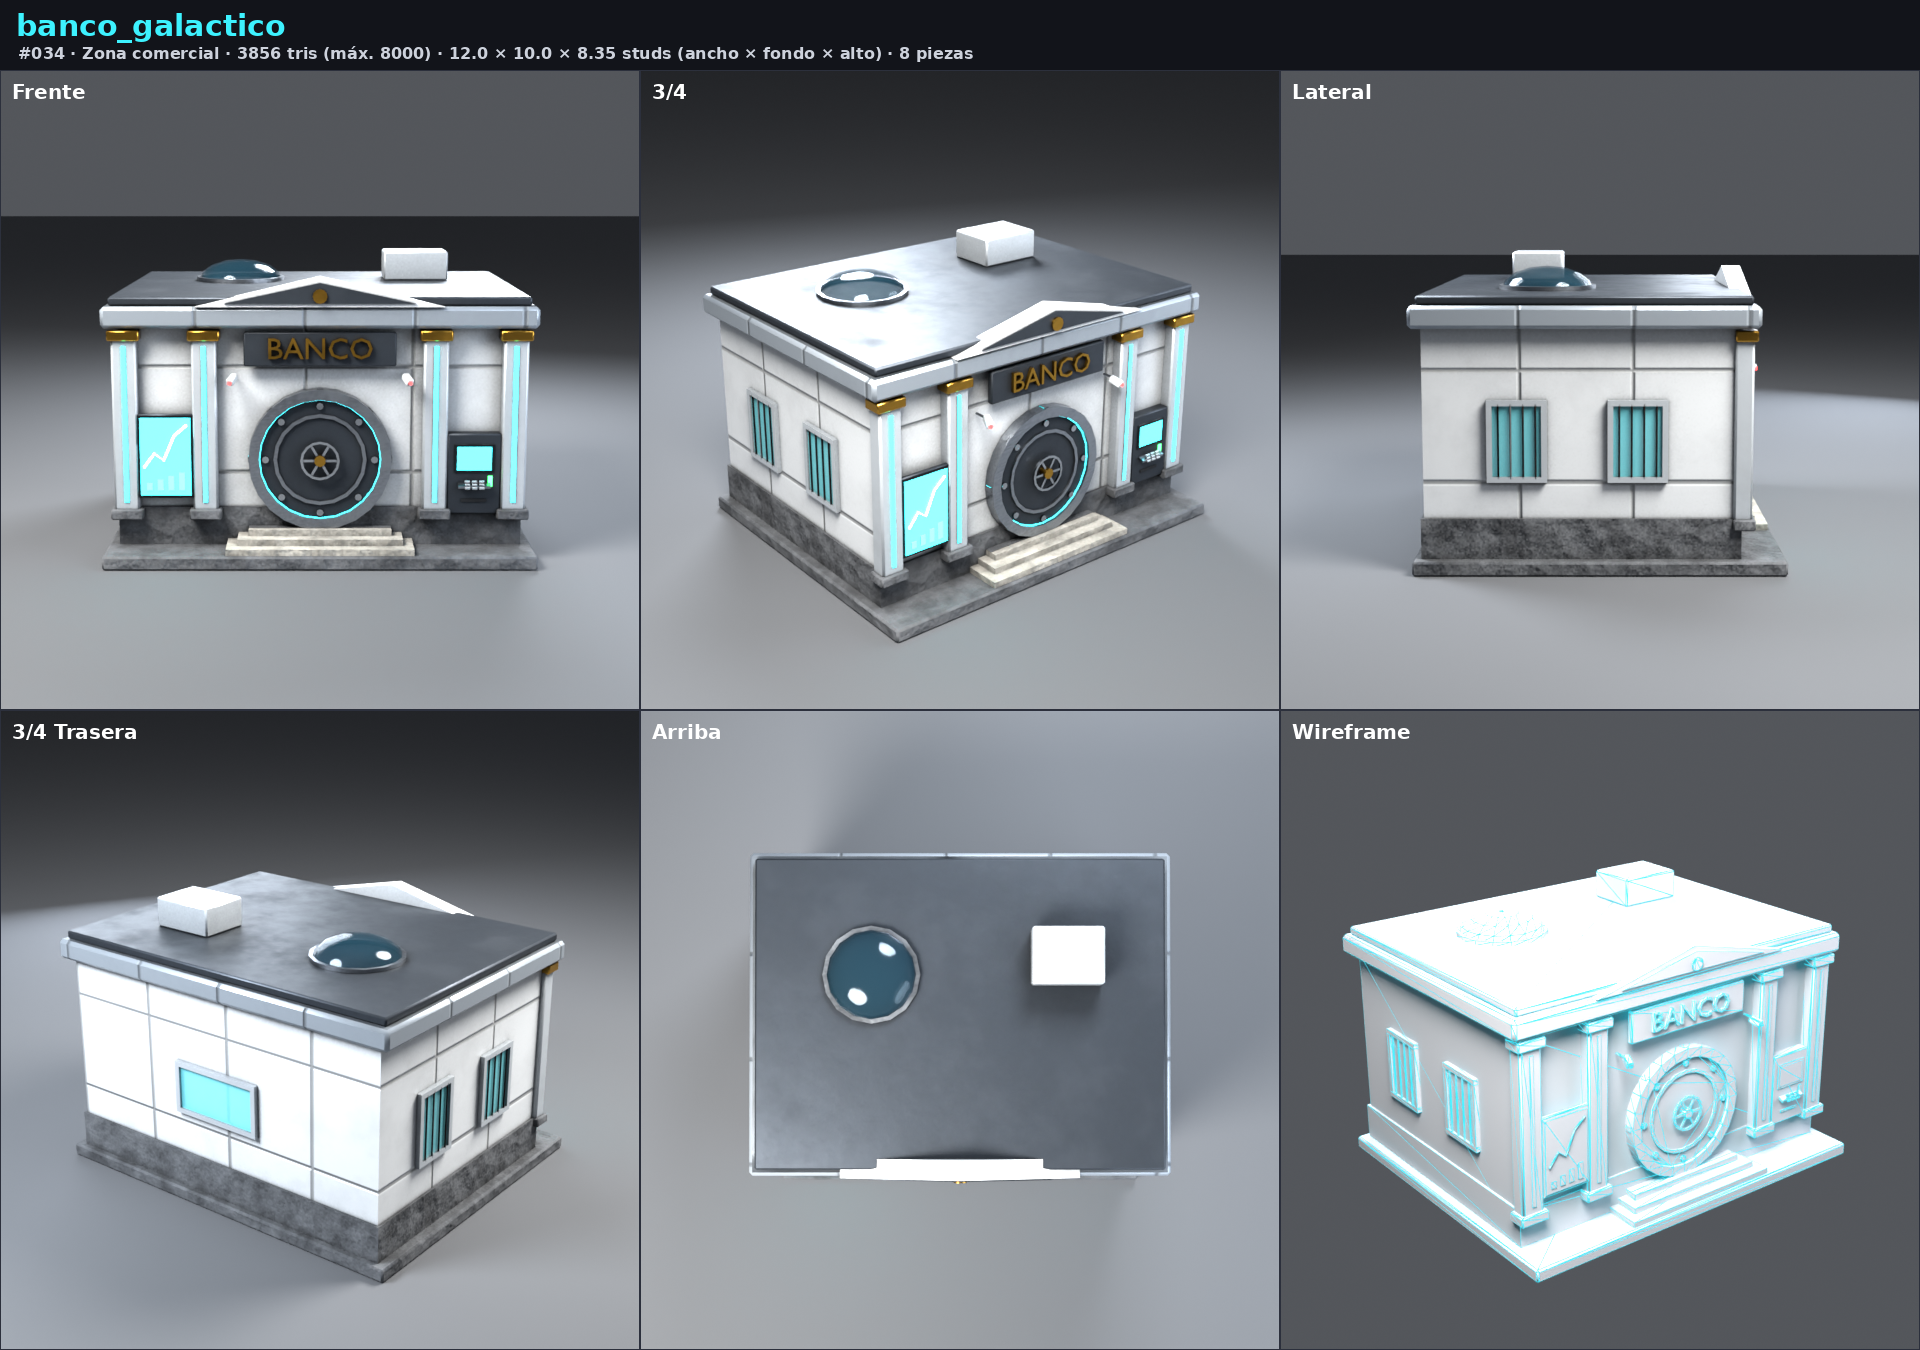 banco_galactico
#034 · Zona comercial · 3856 tris (máx. 8000) · 12.0 × 10.0 × 8.35 studs (ancho × fondo × alto) · 8 piezas
Frente
3/4
Lateral
BANCO
BANCO
3/4 Trasera
Arriba
Wireframe
BANCO